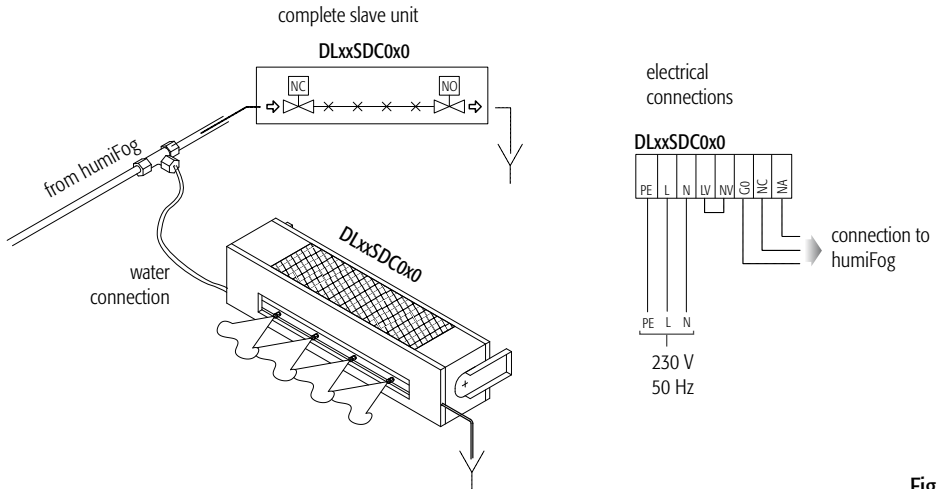 complete slave unit
DLxxSDC0x0
NC
NO
from humiFog
water
connection
DLxxSDC0x0
electrical
connections
DLxxSDC0x0
PE L N LV NV G0 NC NA
connection to
humiFog
PE L N
230 V
50 Hz
Fig